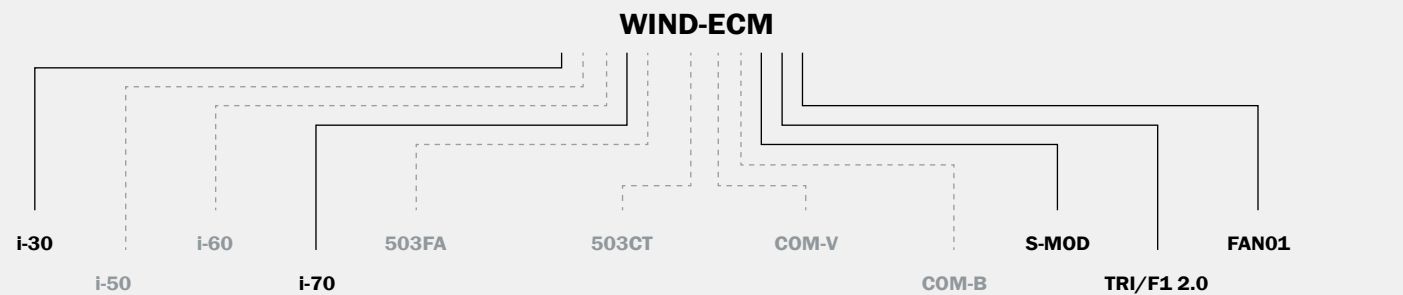 WIND-ECM
i-30 i-60 503FA 503CT COM-V S-MOD FAN01
i-50 i-70 COM-B TRI/F1 2.0